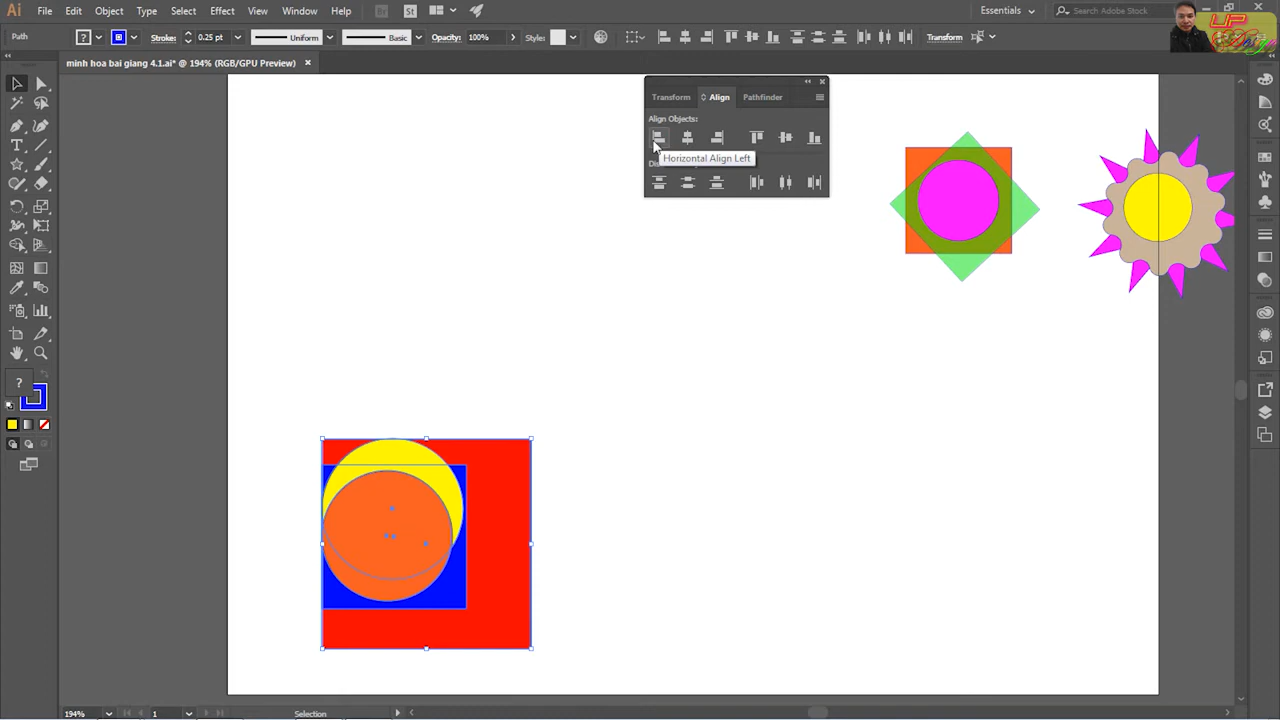 Ai File Edit Object Type Select Effect View Window Help Br St Essentials Search Adobe Stock
UP
Path ? Stroke: 0.25 pt Uniform Basic Opacity: 100% Style: Transform
minh hoa bai giang 4.1.ai* @ 194% (RGB/GPU Preview) ×
Transform Align Pathfinder
Align Objects:
Horizontal Align Left
?
194% 1 Selection